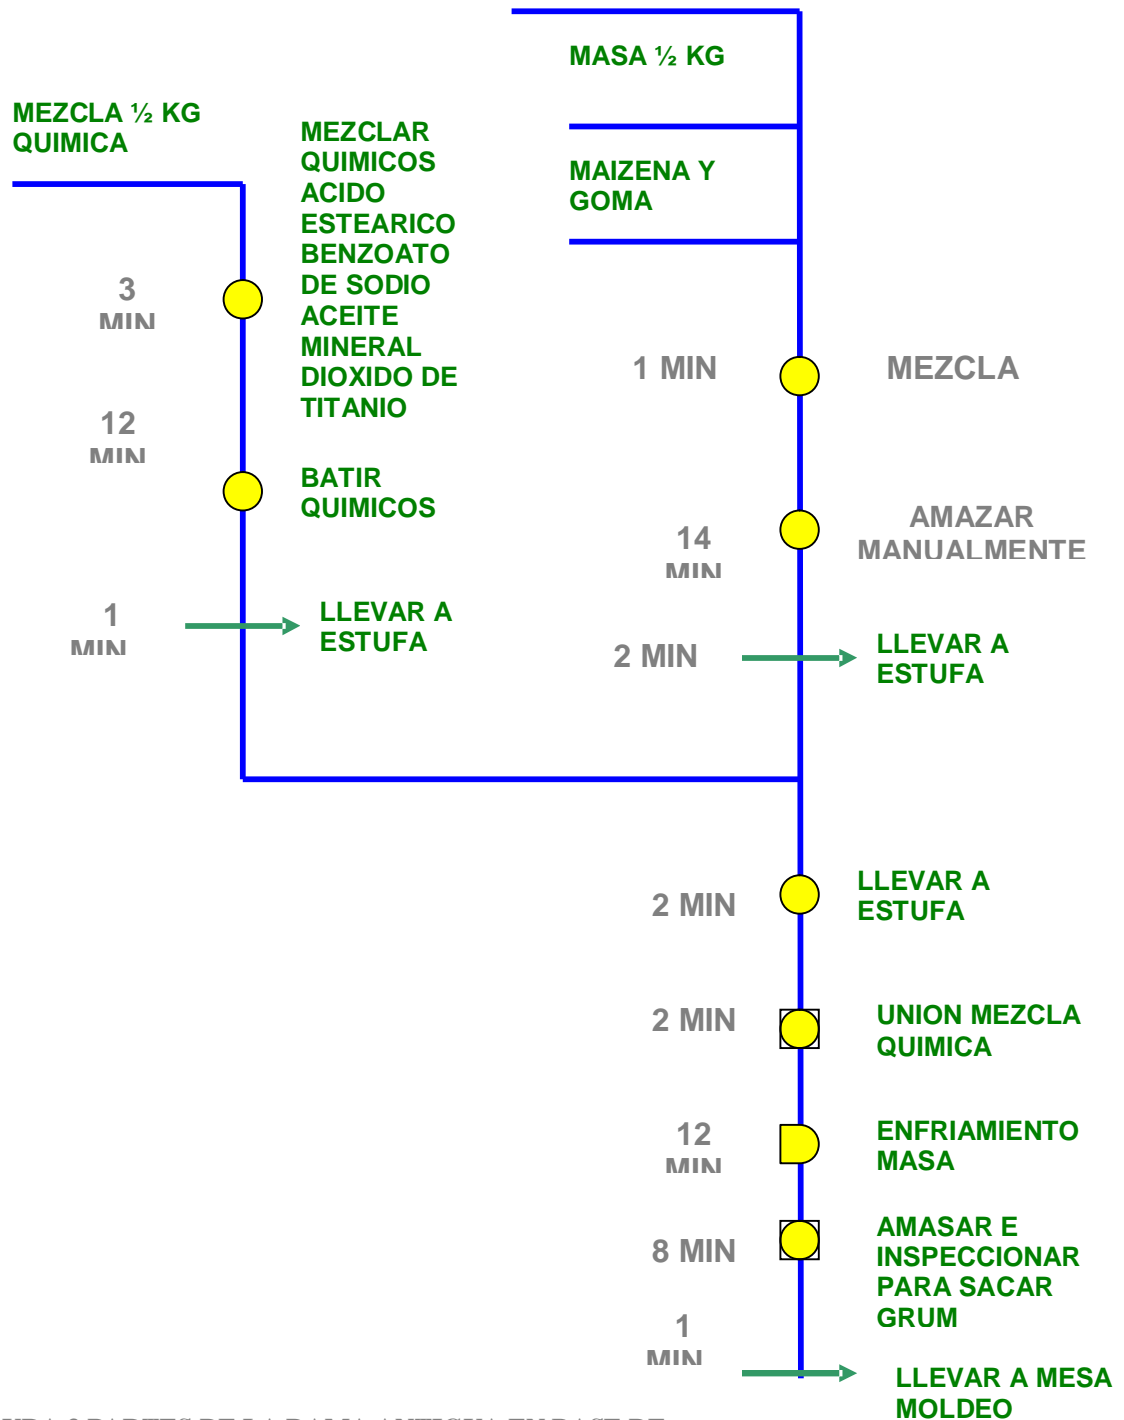 MASA ½ KG
MEZCLA ½ KG
QUIMICA
MEZCLAR
QUIMICOS
ACIDO
ESTEARICO
BENZOATO
DE SODIO
ACEITE
MINERAL
DIOXIDO DE
TITANIO
MAIZENA Y
GOMA
3
MIN
1 MIN
MEZCLA
12
MIN
BATIR
QUIMICOS
14
MIN
AMAZAR
MANUALMENTE
1
MIN
LLEVAR A
ESTUFA
2 MIN
LLEVAR A
ESTUFA
2 MIN
LLEVAR A
ESTUFA
2 MIN
UNION MEZCLA
QUIMICA
12
MIN
ENFRIAMIENTO
MASA
8 MIN
AMASAR E
INSPECCIONAR
PARA SACAR
GRUM
1
MIN
LLEVAR A MESA
MOLDEO